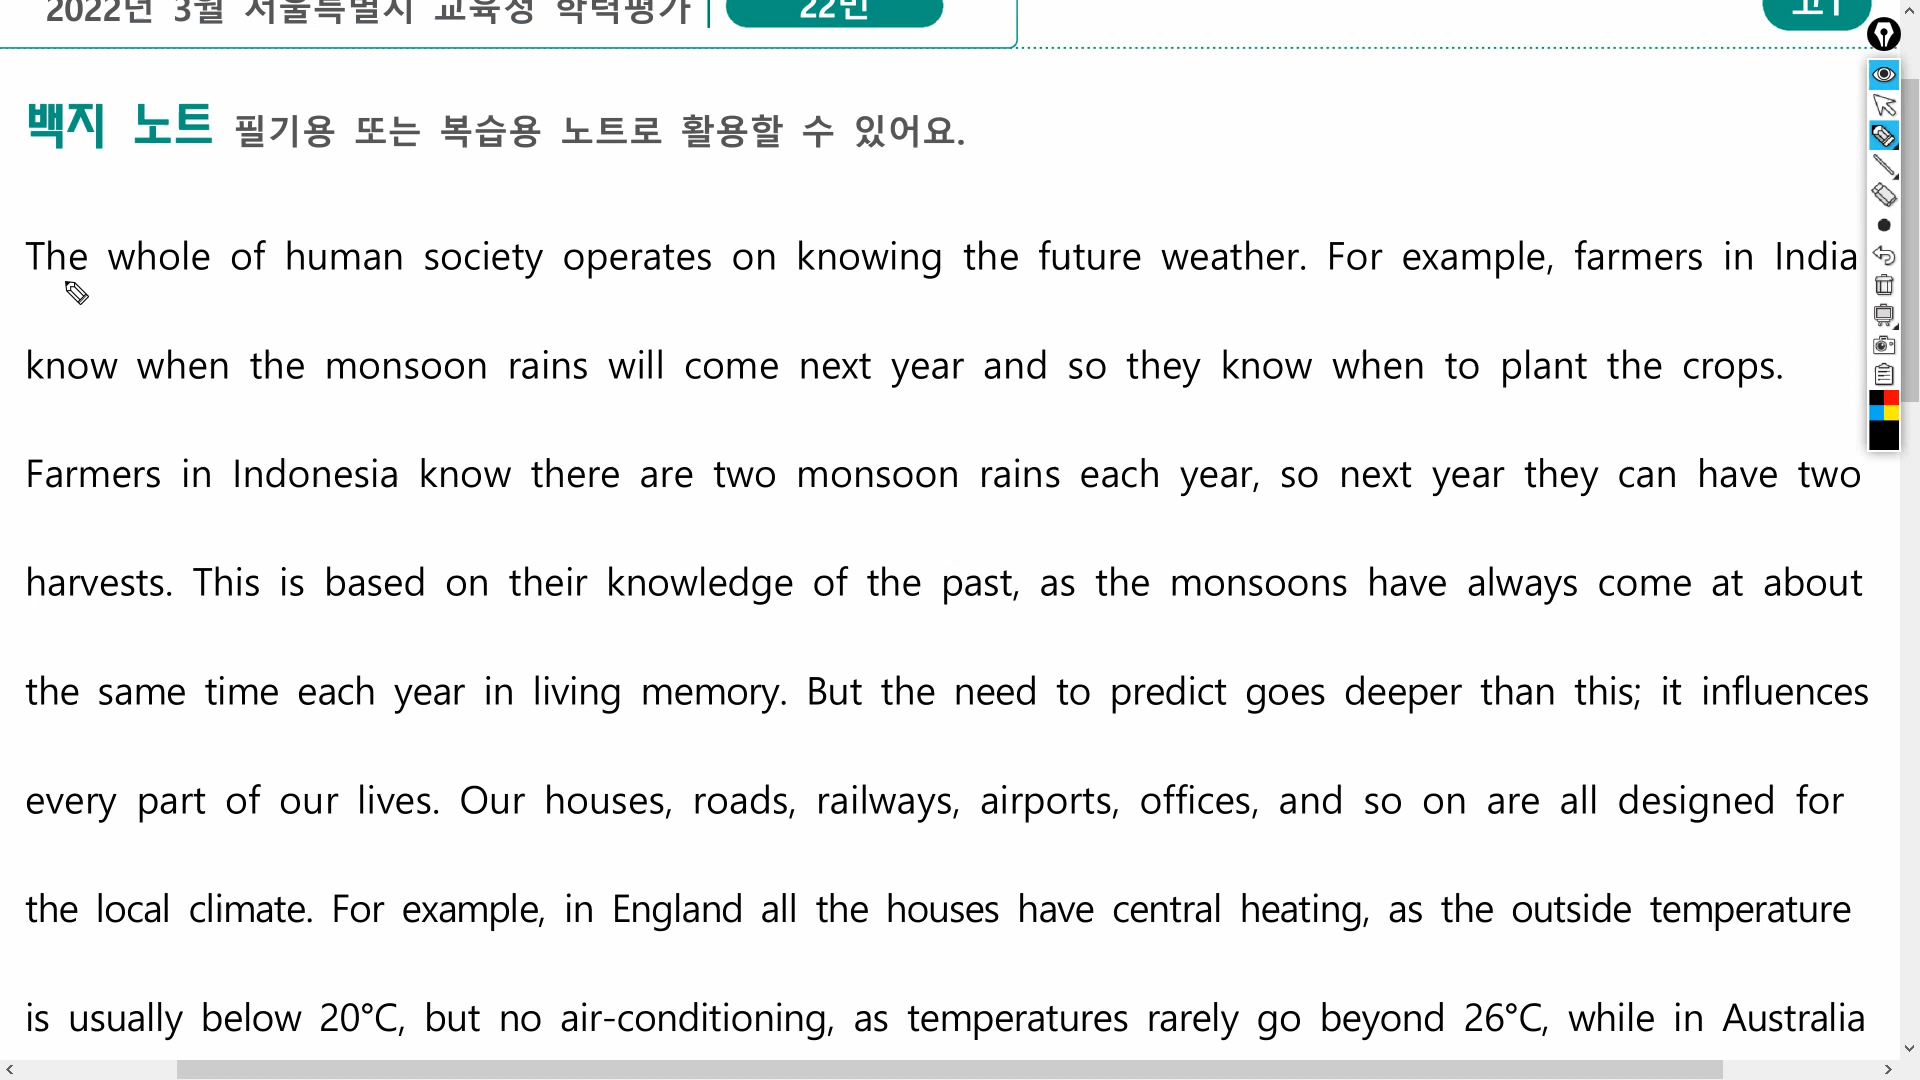 2022년 3월 서울특별시 교육청 학력평가 22번
백지 노트 필기용 또는 복습용 노트로 활용할 수 있어요.
The whole of human society operates on knowing the future weather. For example, farmers in India
know when the monsoon rains will come next year and so they know when to plant the crops.
Farmers in Indonesia know there are two monsoon rains each year, so next year they can have two
harvests. This is based on their knowledge of the past, as the monsoons have always come at about
the same time each year in living memory. But the need to predict goes deeper than this; it influences
every part of our lives. Our houses, roads, railways, airports, offices, and so on are all designed for
the local climate. For example, in England all the houses have central heating, as the outside temperature
is usually below 20°C, but no air-conditioning, as temperatures rarely go beyond 26°C, while in Australia